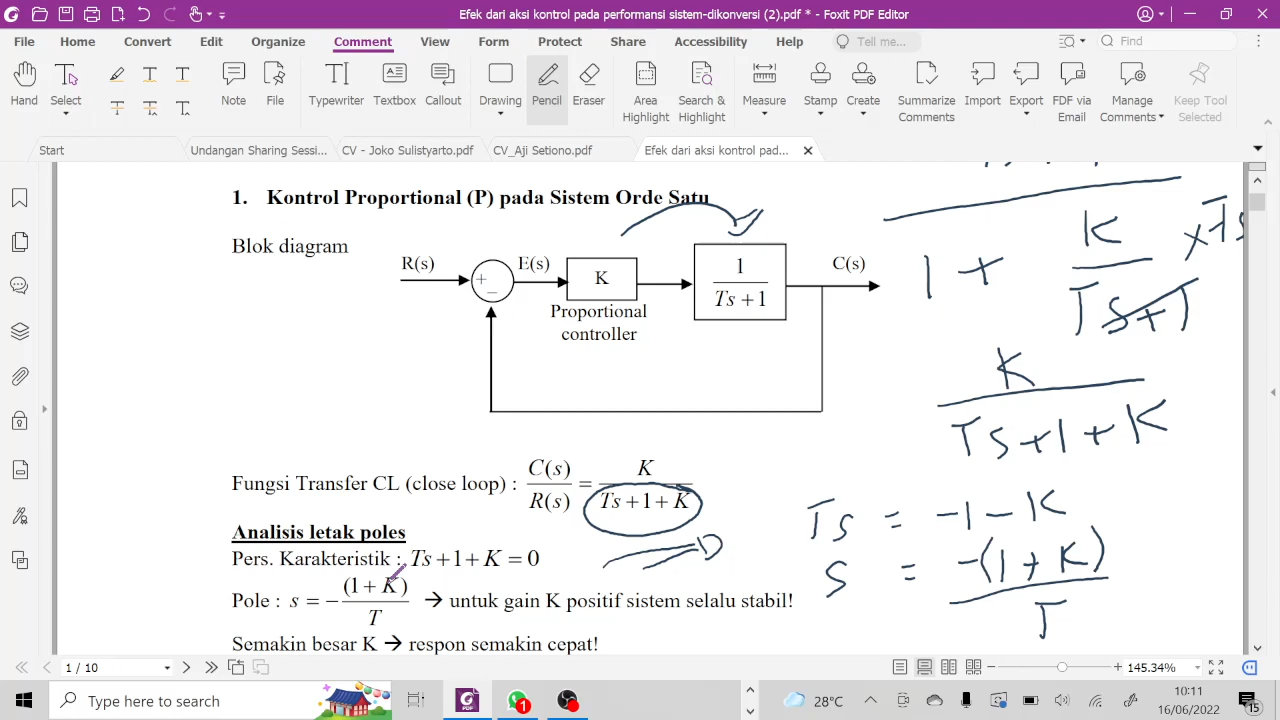 Efek dari aksi kontrol pada performansi sistem-dikonversi (2).pdf * - Foxit PDF Editor
File Home Convert Edit Organize Comment View Form Protect Share Accessibility Help Tell me... Find
Hand Select Note File Typewriter Textbox Callout Drawing Pencil Eraser Area Highlight Search & Highlight Measure Stamp Create Summarize Comments Import Export FDF via Email Manage Comments Keep Tool Selected
Start Undangan Sharing Sessi... CV - Joko Sulistyarto.pdf CV_Aji Setiono.pdf Efek dari aksi kontrol pad...
1. Kontrol Proportional (P) pada Sistem Orde Satu
Blok diagram
R(s) + − E(s) K 1 / (Ts + 1) C(s)
Proportional
controller
1 + K / (Ts+1) × Ts
K / (Ts+1+K)
Fungsi Transfer CL (close loop) : C(s) / R(s) = K / (Ts + 1 + K)
Analisis letak poles
Ts = -1 - K
Pers. Karakteristik : Ts + 1 + K = 0
s = -(1 + K) / T
Pole : s = − (1 + K) / T → untuk gain K positif sistem selalu stabil!
Semakin besar K → respon semakin cepat!
1 / 10 145.34%
Type here to search 1 28°C 10:11
16/06/2022 15